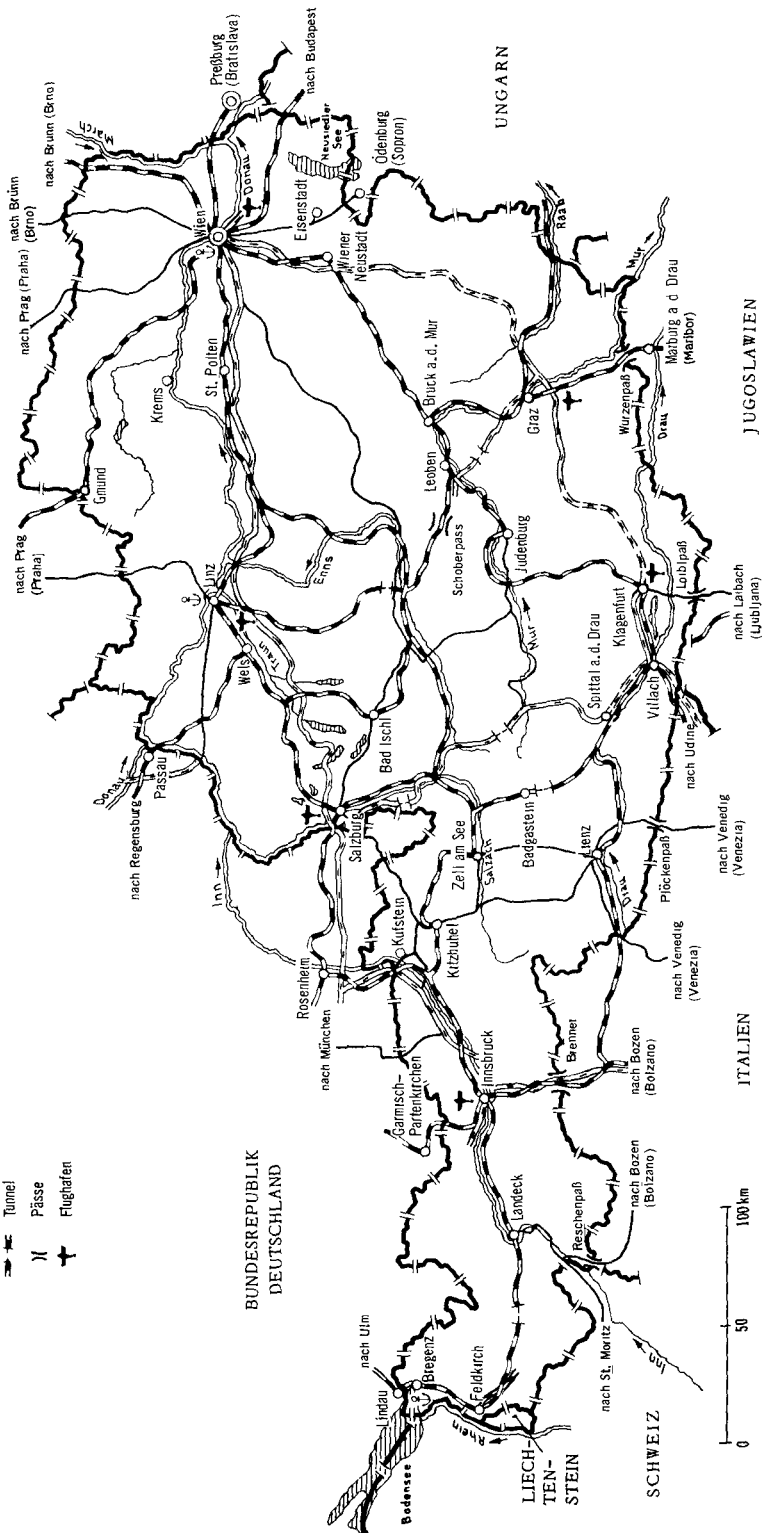 Tunnel
Pässe
Flughafen
BUNDESREPUBLIK
DEUTSCHLAND
UNGARN
JUGOSLAWIEN
ITALIEN
SCHWEIZ
LIECH-
TEN-
STEIN
0 50 100 km
Bodensee
Lindau
nach Ulm
Bregenz
Feldkirch
Rhein
nach St. Moritz
Inn
Landeck
Reschenpaß
nach Bozen
(Bolzano)
Garmisch-
Partenkirchen
Innsbruck
Brenner
nach Bozen
(Bolzano)
nach München
Rosenheim
Inn
Kufstein
Kitzbühel
nach Venedig
(Venezia)
Drau
Lienz
Plöckenpaß
nach Venedig
(Venezia)
Zell am See
Salzach
Badgastein
Salzburg
nach Regensburg
Donau
Passau
Bad Ischl
Wels
Traun
Linz
Spittal a.d. Drau
nach Udine
Villach
Klagenfurt
Loiblpaß
nach Laibach
(Ljubljana)
Mur
Judenburg
Schoberpass
Leoben
Bruck a.d. Mur
Enns
nach Prag
(Praha)
Gmund
Krems
St. Pölten
Graz
Wurzenpaß
Drau
Marburg a d Drau
(Maribor)
Mur
Raab
Wiener
Neustadt
Eisenstadt
Ödenburg
(Sopron)
Neusiedler
See
Wien
Donau
nach Prag (Praha)
nach Brünn
(Brno)
nach Brunn (Brno)
March
Preßburg
(Bratislava)
nach Budapest